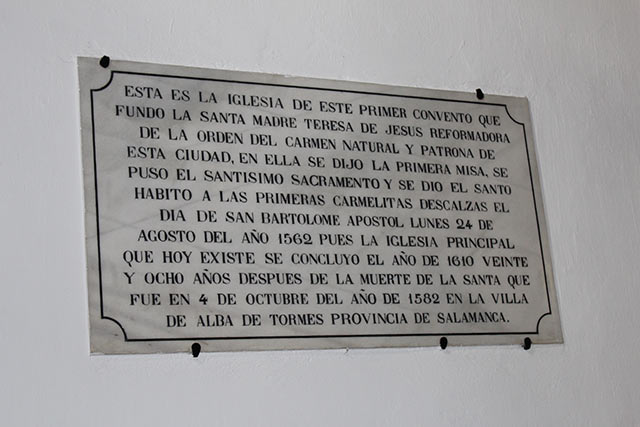 ESTA ES LA IGLESIA DE ESTE PRIMER CONVENTO QUE
FUNDO LA SANTA MADRE TERESA DE JESUS REFORMADORA
DE LA ORDEN DEL CARMEN NATURAL Y PATRONA DE
ESTA CIUDAD, EN ELLA SE DIJO LA PRIMERA MISA, SE
PUSO EL SANTISIMO SACRAMENTO Y SE DIO EL SANTO
HABITO A LAS PRIMERAS CARMELITAS DESCALZAS EL
DIA DE SAN BARTOLOME APOSTOL LUNES 24 DE
AGOSTO DEL AÑO 1562 PUES LA IGLESIA PRINCIPAL
QUE HOY EXISTE SE CONCLUYO EL AÑO DE 1610 VEINTE
Y OCHO AÑOS DESPUES DE LA MUERTE DE LA SANTA QUE
FUE EN 4 DE OCTUBRE DEL AÑO DE 1582 EN LA VILLA
DE ALBA DE TORMES PROVINCIA DE SALAMANCA.